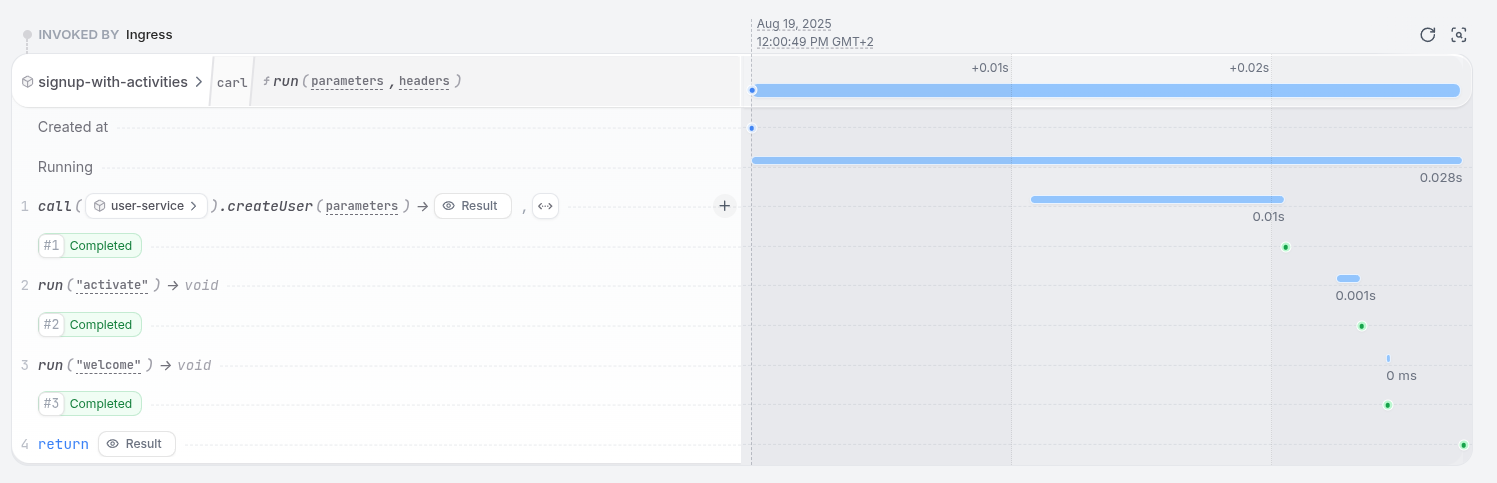 INVOKED BY Ingress
Aug 19, 2025
12:00:49 PM GMT+2
signup-with-activities > carl ƒ run(parameters, headers)
+0.01s +0.02s
Created at
Running
0.028s
1 call(user-service >).createUser(parameters) → Result ,
0.01s
#1 Completed
2 run("activate") → void
0.001s
#2 Completed
3 run("welcome") → void
0 ms
#3 Completed
4 return Result